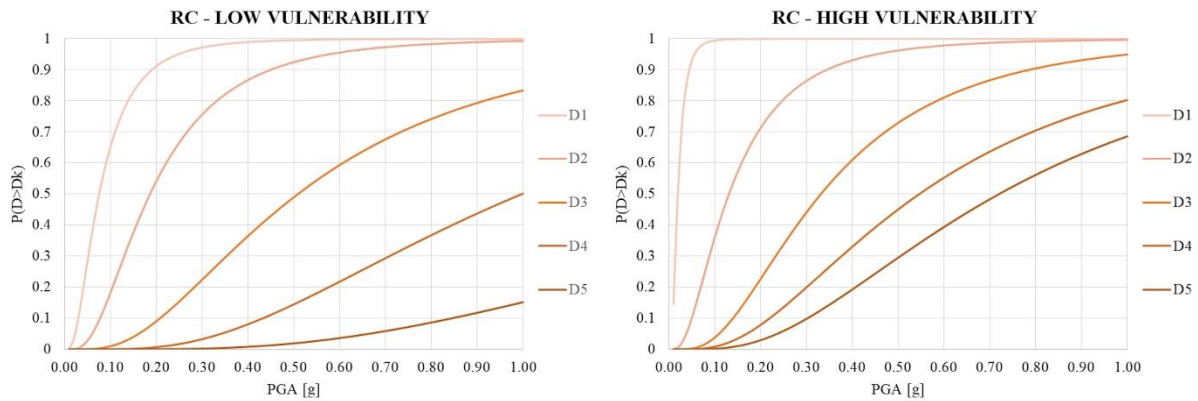 RC - LOW VULNERABILITY
1
0.9
0.8
0.7
0.6
0.5
0.4
0.3
0.2
0.1
0
P(D>Dk)
0.00 0.10 0.20 0.30 0.40 0.50 0.60 0.70 0.80 0.90 1.00
PGA [g]
D1
D2
D3
D4
D5
RC - HIGH VULNERABILITY
1
0.9
0.8
0.7
0.6
0.5
0.4
0.3
0.2
0.1
0
P(D>Dk)
0.00 0.10 0.20 0.30 0.40 0.50 0.60 0.70 0.80 0.90 1.00
PGA [g]
D1
D2
D3
D4
D5